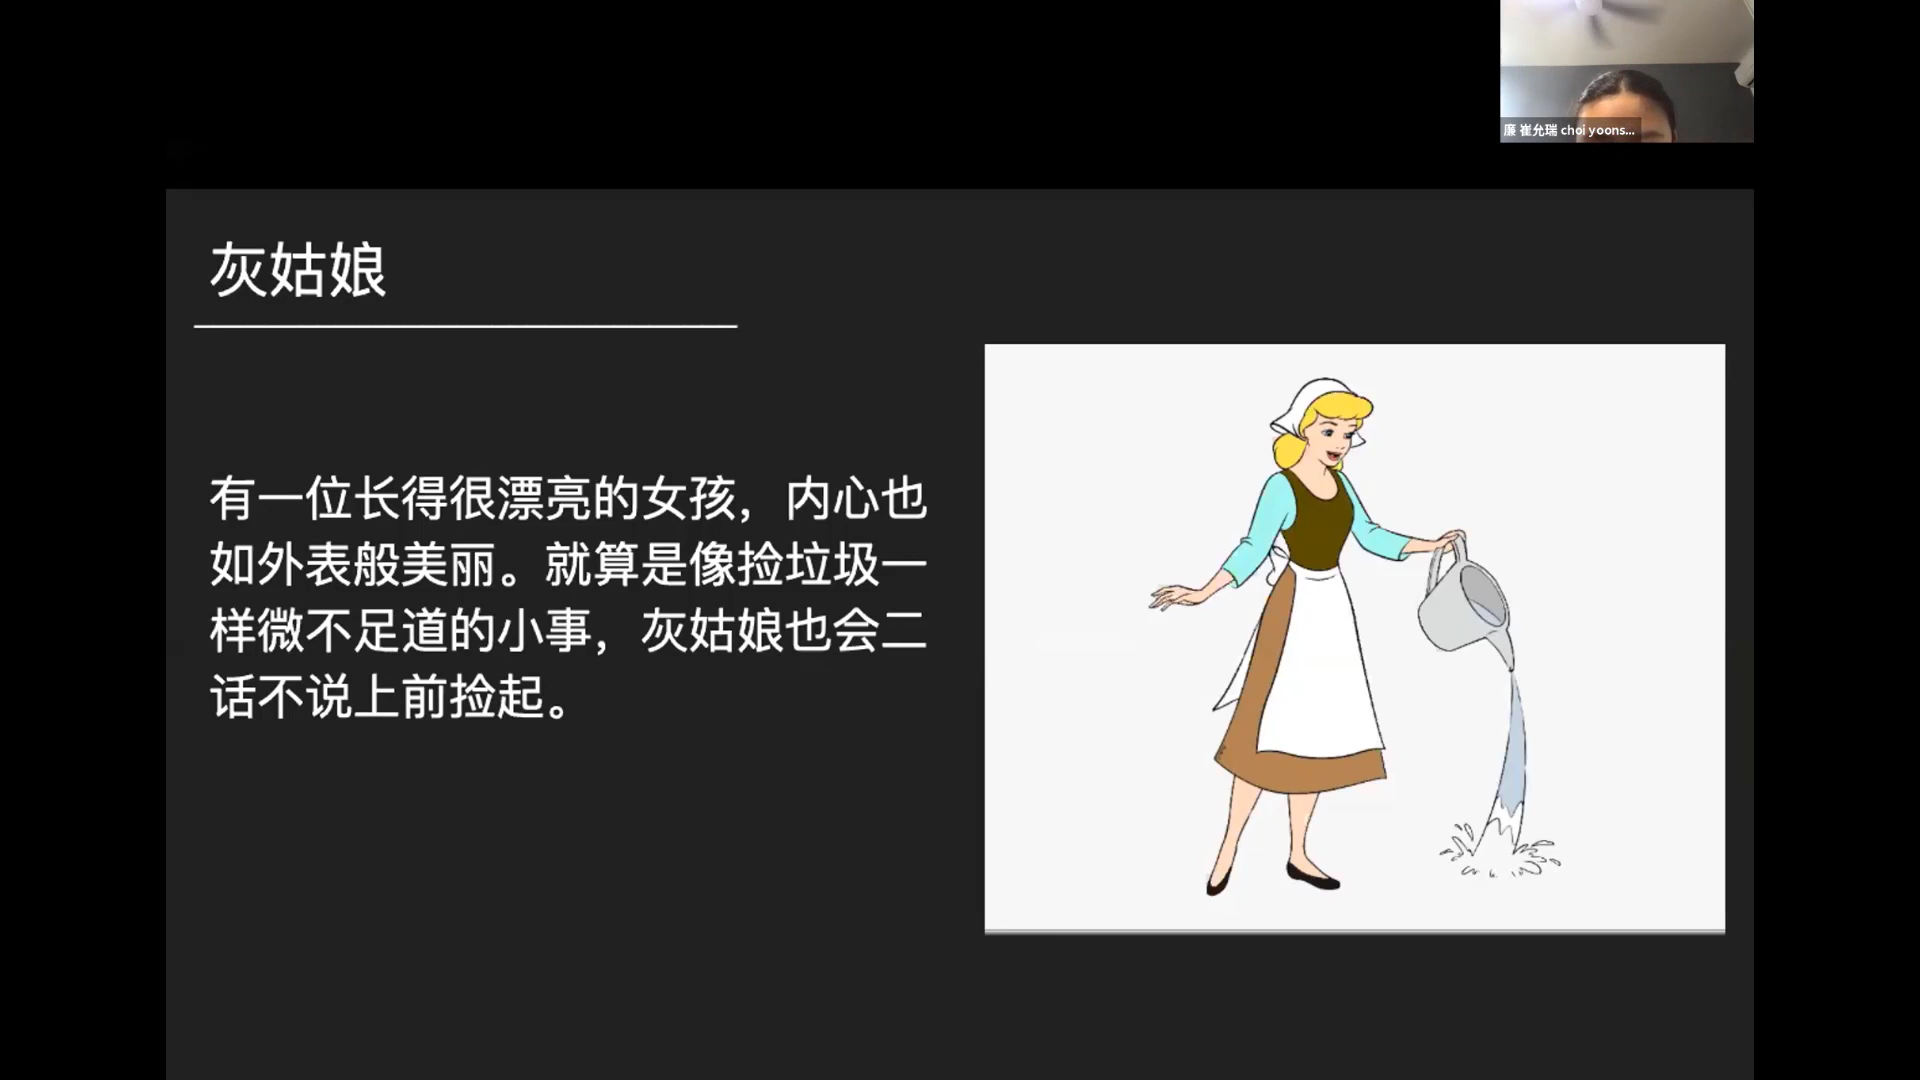 廉 崔允瑞 choi yoons...
灰姑娘
有一位长得很漂亮的女孩，内心也
如外表般美丽。就算是像捡垃圾一
样微不足道的小事，灰姑娘也会二
话不说上前捡起。